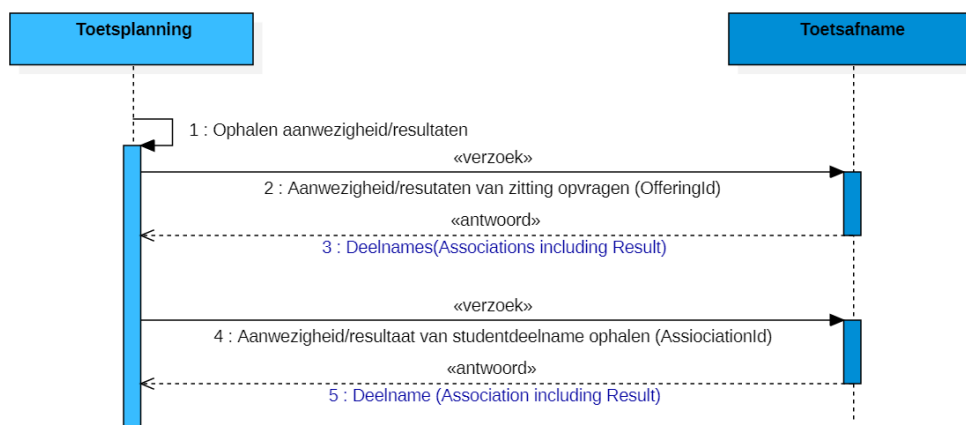 Toetsplanning
Toetsafname
1 : Ophalen aanwezigheid/resultaten
«verzoek»
2 : Aanwezigheid/resutaten van zitting opvragen (OfferingId)
«antwoord»
3 : Deelnames(Associations including Result)
«verzoek»
4 : Aanwezigheid/resultaat van studentdeelname ophalen (AssiociationId)
«antwoord»
5 : Deelname (Association including Result)